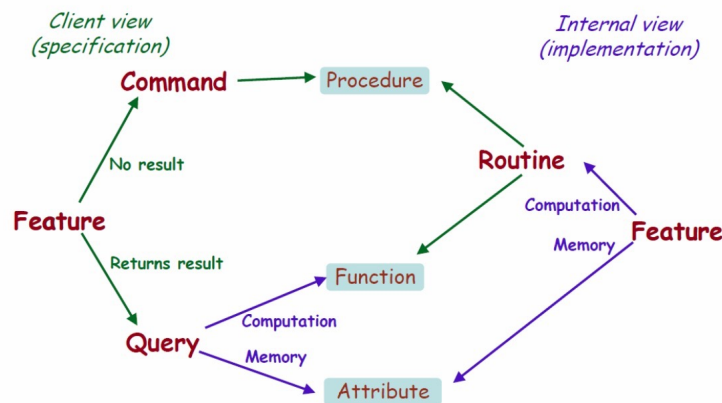 Client view
(specification)
Internal view
(implementation)
Command
Procedure
No result
Routine
Computation
Feature
Feature
Memory
Returns result
Function
Computation
Query
Memory
Attribute